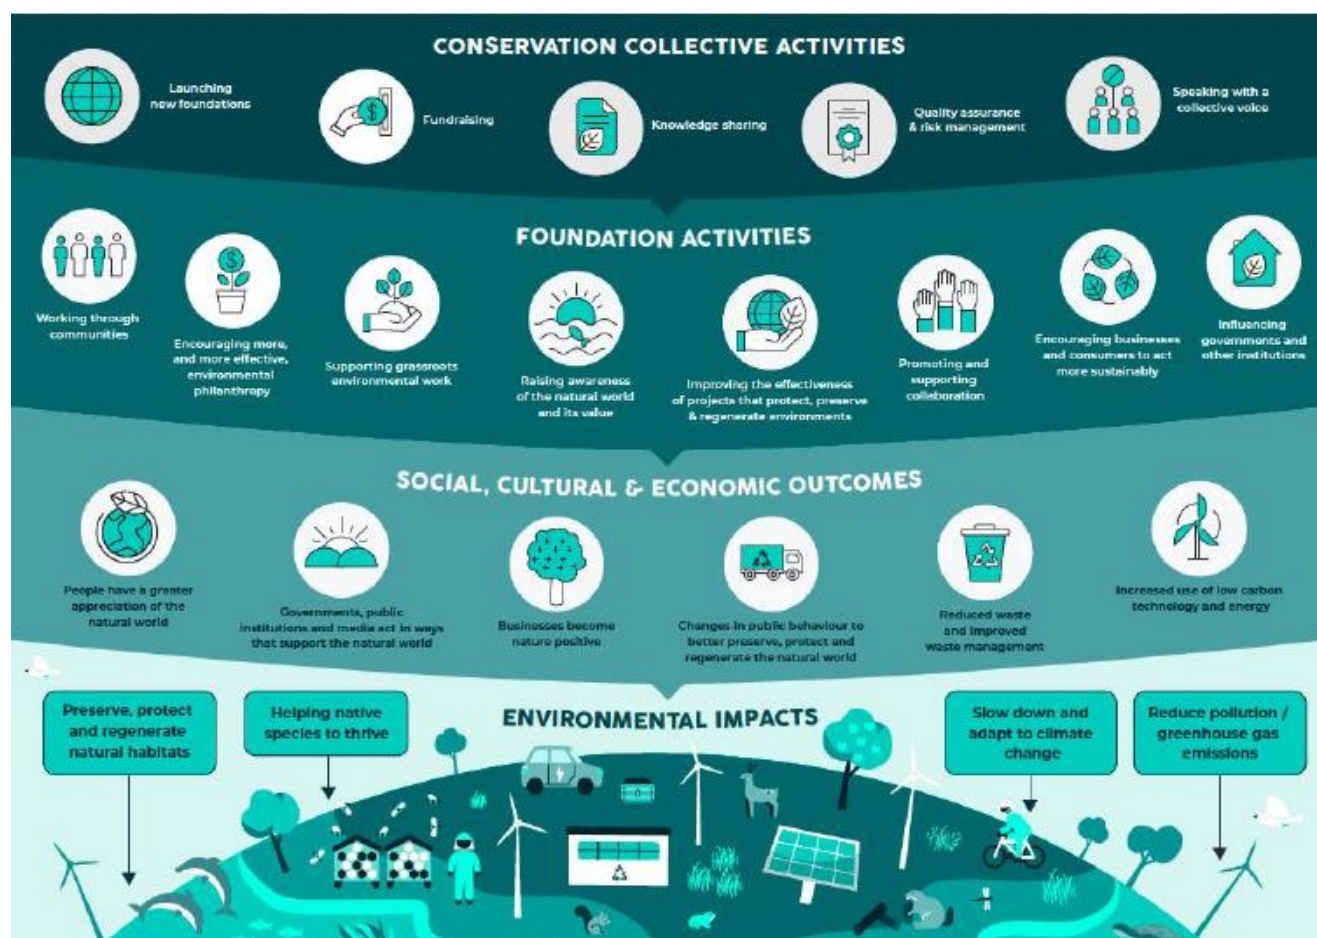 CONSERVATION COLLECTIVE ACTIVITIES
Launching
new foundations
Fundraising
Knowledge sharing
Quality assurance
& risk management
Speaking with a
collective voice
FOUNDATION ACTIVITIES
Working through
communities
Encouraging more,
and more effective,
environmental
philanthropy
Supporting grassroots
environmental work
Raising awareness
of the natural world
and its value
Improving the effectiveness
of projects that protect, preserve
& regenerate environments
Promoting and
supporting
collaboration
Encouraging businesses
and consumers to act
more sustainably
Influencing
governments and
other institutions
SOCIAL, CULTURAL & ECONOMIC OUTCOMES
People have a greater
appreciation of the
natural world
Governments, public
institutions and media act in ways
that support the natural world
Businesses become
nature positive
Changes in public behaviour to
better preserve, protect and
regenerate the natural world
Reduced waste
and improved
waste management
Increased use of low carbon
technology and energy
ENVIRONMENTAL IMPACTS
Preserve, protect
and regenerate
natural habitats
Helping native
species to thrive
Slow down and
adapt to climate
change
Reduce pollution /
greenhouse gas
emissions